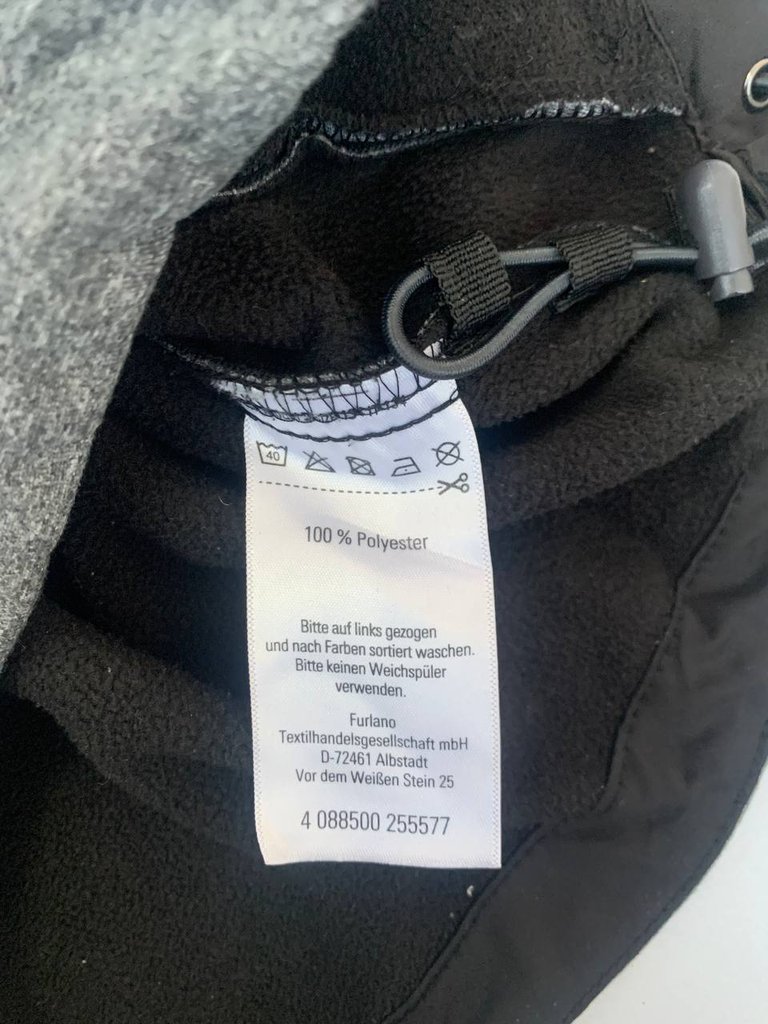 40
100 % Polyester
Bitte auf links gezogen
und nach Farben sortiert waschen.
Bitte keinen Weichspüler
verwenden.
Furlano
Textilhandelsgesellschaft mbH
D-72461 Albstadt
Vor dem Weißen Stein 25
4 088500 255577